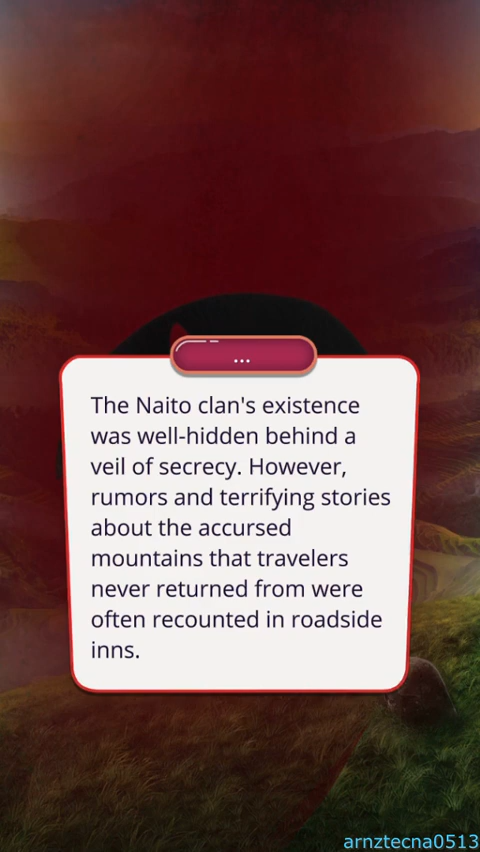 ...
The Naito clan's existence
was well-hidden behind a
veil of secrecy. However,
rumors and terrifying stories
about the accursed
mountains that travelers
never returned from were
often recounted in roadside
inns.
arnztecna0513